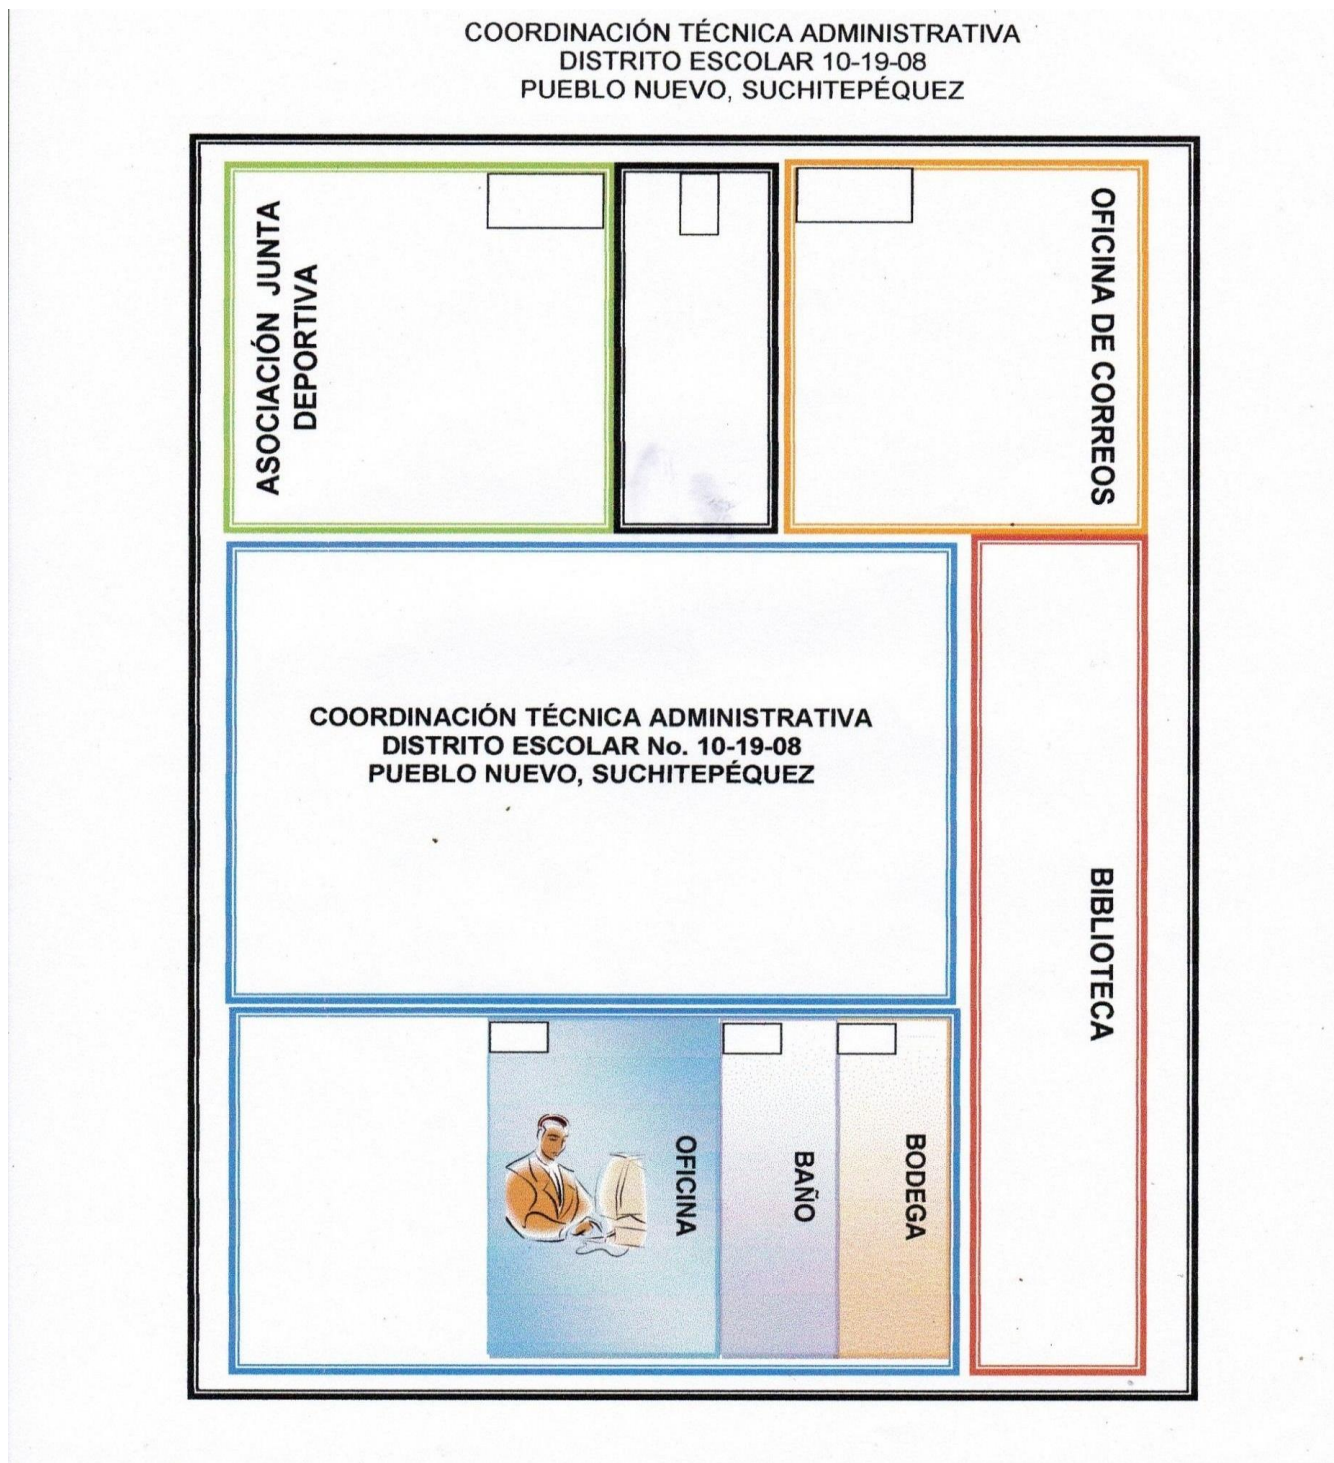 COORDINACIÓN TÉCNICA ADMINISTRATIVA
DISTRITO ESCOLAR 10-19-08
PUEBLO NUEVO, SUCHITEPÉQUEZ
ASOCIACIÓN JUNTA
DEPORTIVA
OFICINA DE CORREOS
COORDINACIÓN TÉCNICA ADMINISTRATIVA
DISTRITO ESCOLAR No. 10-19-08
PUEBLO NUEVO, SUCHITEPÉQUEZ
BIBLIOTECA
OFICINA
BAÑO
BODEGA